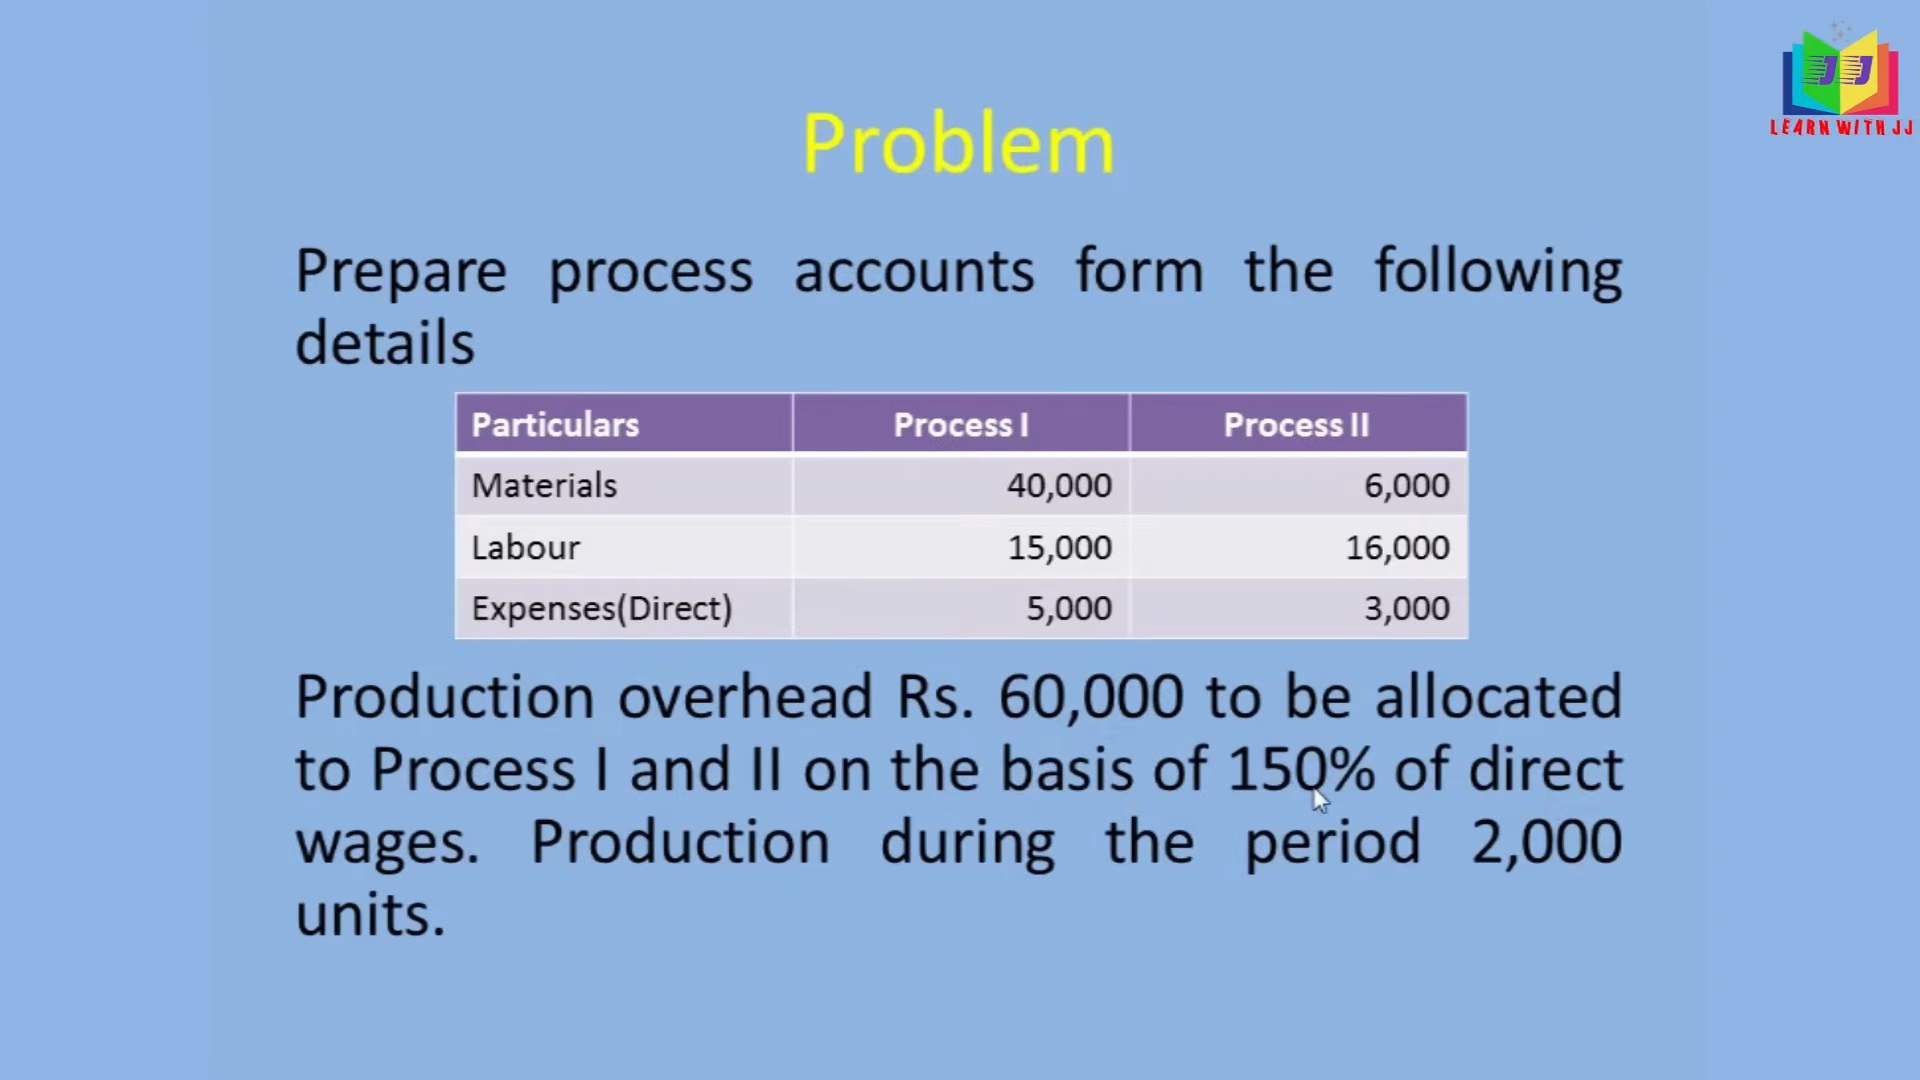 LEARN WITH JJ
Problem
Prepare process accounts form the following
details
Particulars Process I Process II
Materials 40,000 6,000
Labour 15,000 16,000
Expenses(Direct) 5,000 3,000
Production overhead Rs. 60,000 to be allocated
to Process I and II on the basis of 150% of direct
wages. Production during the period 2,000
units.